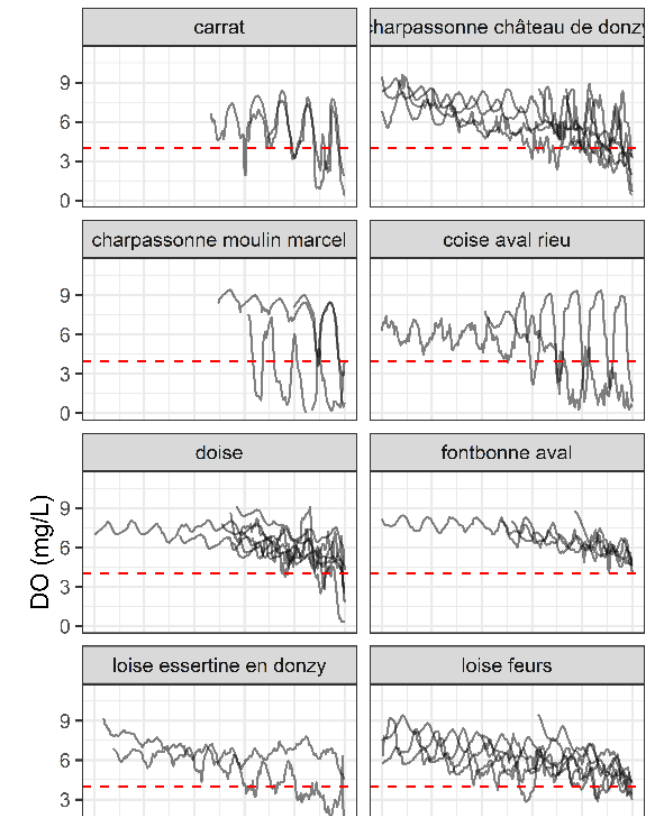 carrat
charpassonne château de donzy
9
6
3
0
charpassonne moulin marcel
coise aval rieu
9
6
3
0
doise
fontbonne aval
9
6
3
0
DO (mg/L)
loise essertine en donzy
loise feurs
9
6
3